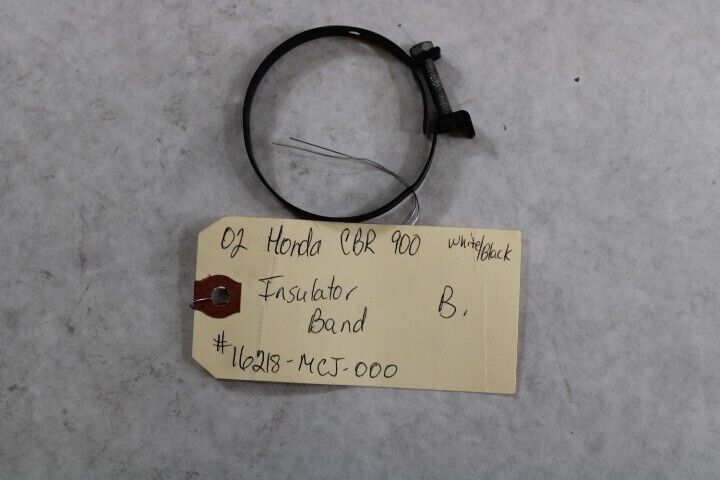 02 Honda CBR 900 White/Black
Insulator B.
Band
#16218-MCJ-000